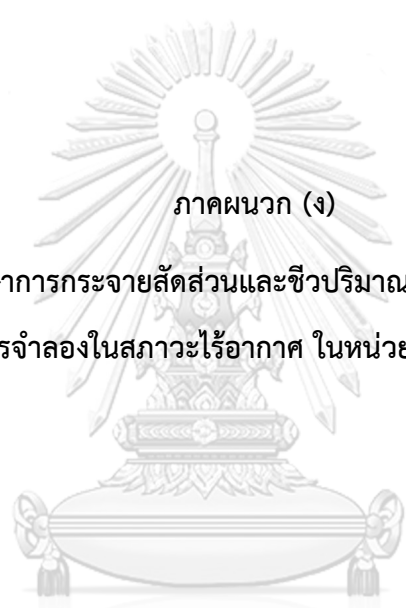 ภาคผนวก (ง)
าการกระจายสัดส่วนและชีวปริมาณ
รจำลองในสภาวะไร้อากาศ ในหน่วย